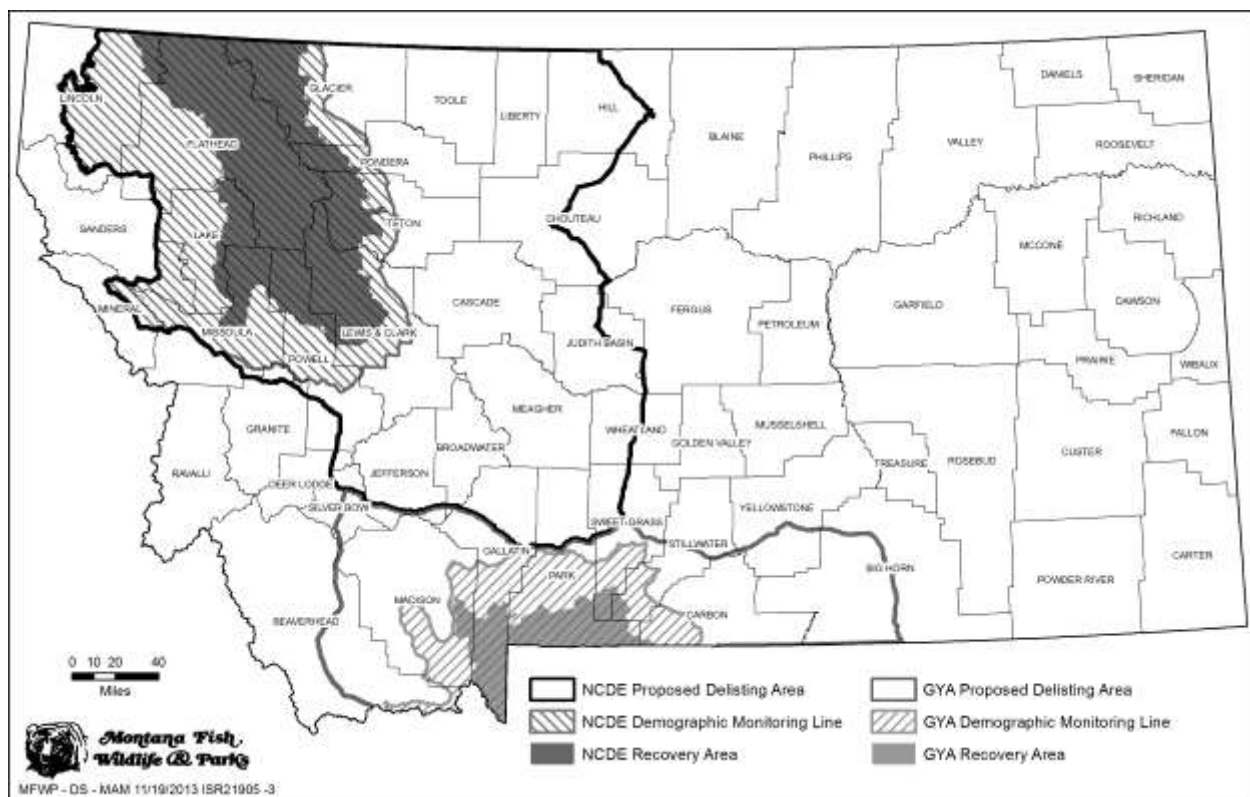 DANIELS
SHERIDAN
GLACIER
TOOLE
LIBERTY
HILL
BLAINE
PHILLIPS
VALLEY
ROOSEVELT
LINCOLN
FLATHEAD
PONDERA
CHOUTEAU
TETON
RICHLAND
SANDERS
LAKE
MCCONE
DAWSON
CASCADE
FERGUS
PETROLEUM
GARFIELD
MINERAL
MISSOULA
LEWIS & CLARK
JUDITH BASIN
POWELL
PRAIRIE
WIBAUX
MEAGHER
GRANITE
BROADWATER
WHEATLAND
GOLDEN VALLEY
MUSSELSHELL
FALLON
RAVALLI
JEFFERSON
TREASURE
ROSEBUD
CUSTER
DEER LODGE
SILVER BOW
SWEET GRASS
YELLOWSTONE
STILLWATER
GALLATIN
PARK
BIG HORN
CARTER
POWDER RIVER
MADISON
CARBON
BEAVERHEAD
0 10 20 40
Miles
NCDE Proposed Delisting Area
NCDE Demographic Monitoring Line
NCDE Recovery Area
GYA Proposed Delisting Area
GYA Demographic Monitoring Line
GYA Recovery Area
Montana Fish,
Wildlife & Parks
MFWP - DS - MAM 11/19/2013 ISR21905 -3